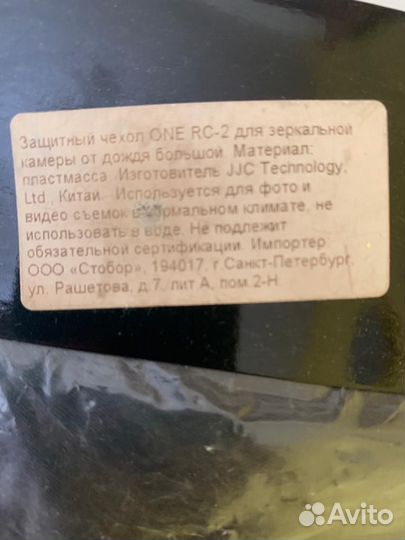 Защитный чехол ONE RC-2 для зеркальной
камеры от дождя большой. Материал:
пластмасса. Изготовитель JJC Technology,
Ltd., Китай. Используется для фото и
видео съемок в нормальном климате, не
использовать в воде. Не подлежит
обязательной сертификации. Импортер
ООО «Стобор», 194017, г.Санкт-Петербург,
ул. Рашетова, д.7, лит А, пом.2-Н
Avito